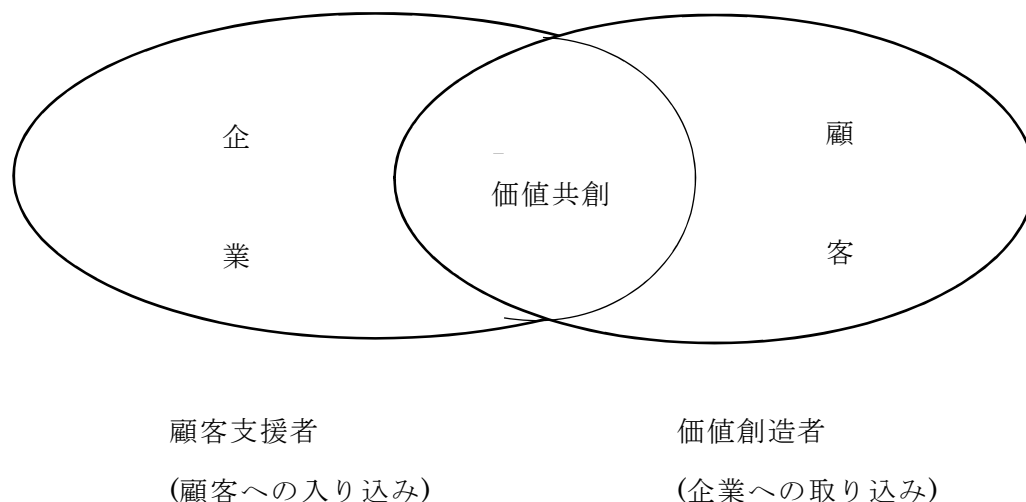 企業
顧客
価値共創
顧客支援者
(顧客への入り込み)
価値創造者
(企業への取り込み)